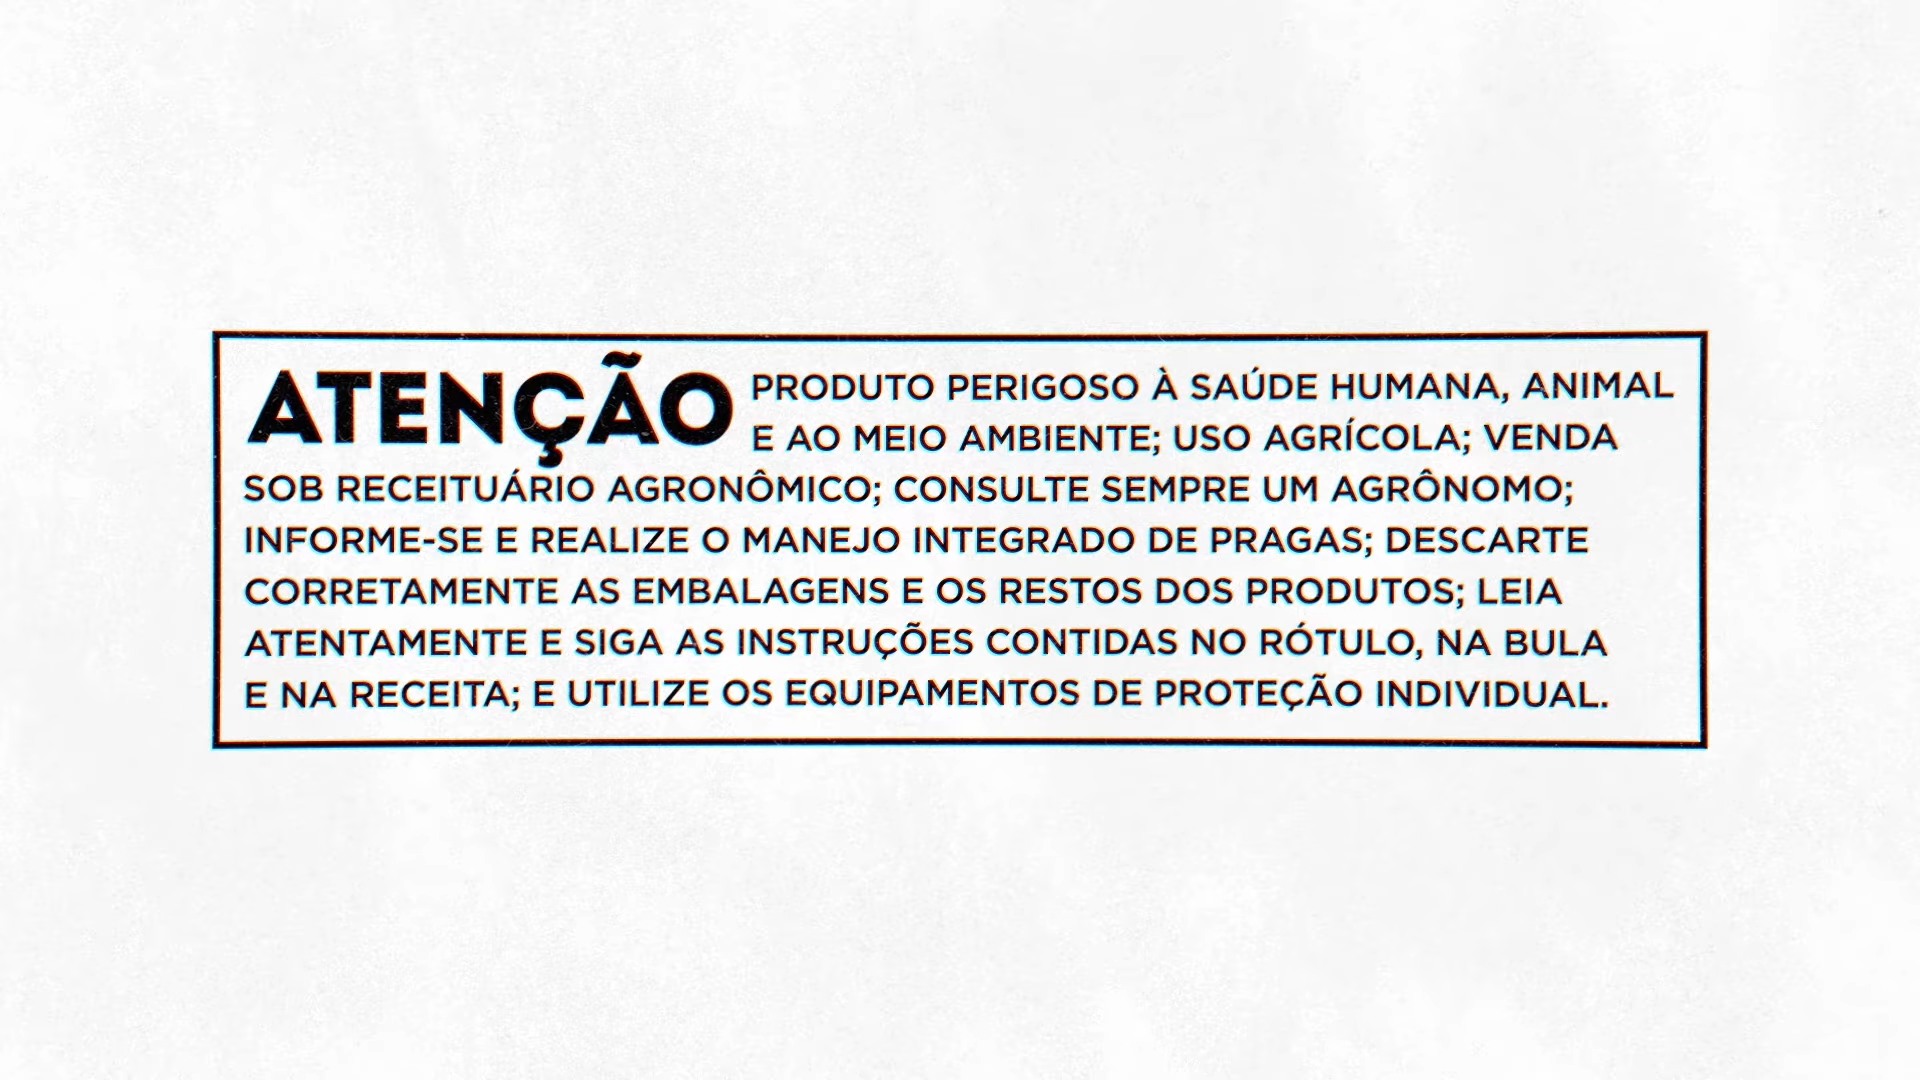 ATENÇÃO PRODUTO PERIGOSO À SAÚDE HUMANA, ANIMAL
E AO MEIO AMBIENTE; USO AGRÍCOLA; VENDA
SOB RECEITUÁRIO AGRONÔMICO; CONSULTE SEMPRE UM AGRÔNOMO;
INFORME-SE E REALIZE O MANEJO INTEGRADO DE PRAGAS; DESCARTE
CORRETAMENTE AS EMBALAGENS E OS RESTOS DOS PRODUTOS; LEIA
ATENTAMENTE E SIGA AS INSTRUÇÕES CONTIDAS NO RÓTULO, NA BULA
E NA RECEITA; E UTILIZE OS EQUIPAMENTOS DE PROTEÇÃO INDIVIDUAL.